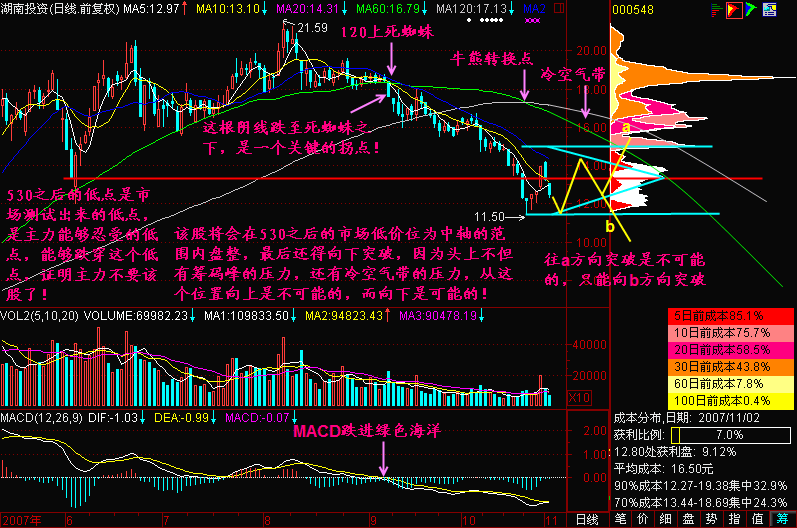 湖南投资(日线.前复权) MA5:12.97↑ MA10:13.10↓ MA20:14.31↓ MA60:16.79↓ MA120:17.13↓ MA2
000548
21.59
120上死蜘蛛
牛熊转换点
冷空气带
20.00
18.00
16.00
这根阴线跌至死蜘蛛之
下，是一个关键的拐点！
a
530之后的低点是市
场测试出来的低点，
是主力能够忍受的低
点，能够跌穿这个低
点，证明主力不要该
股了！
该股将会在530之后的市场低价位为中轴的范
围内盘整，最后还得向下突破，因为头上不但
有筹码峰的压力，还有冷空气带的压力，从这
个位置向上是不可能的，而向下是可能的！
12.00
11.50
b
10.00
往a方向突破是不可能
的，只能向b方向突破
VOL2(5,10,20) VOLUME:69982.23↓ MA1:109833.50↓ MA2:94823.43↑ MA3:90478.19↓
40000
20000
X10
5日前成本85.1%
10日前成本75.7%
20日前成本58.5%
30日前成本43.8%
60日前成本7.8%
100日前成本0.4%
MACD(12,26,9) DIF:-1.03↓ DEA:-0.99↓ MACD:-0.07↓
MACD跌进绿色海洋
2.00
1.00
0.00
成本分布,日期: 2007/11/02
获利比例: 7.0%
12.80处获利盘: 9.12%
平均成本: 16.50元
90%成本12.27-19.38集中32.9%
70%成本13.44-18.69集中24.3%
2007年 6 7 8 9 10 11 日线
笔 价 细 盘 势 指 值 筹